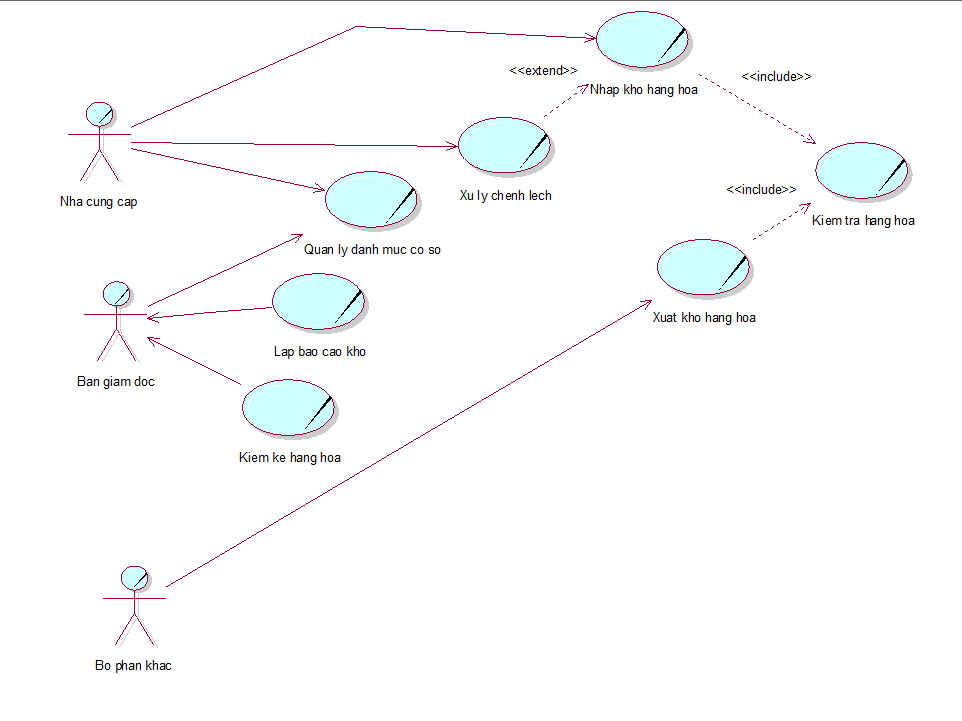 <<extend>>
<<include>>
Nhap kho hang hoa
Nha cung cap
Xu ly chenh lech
<<include>>
Kiem tra hang hoa
Quan ly danh muc co so
Xuat kho hang hoa
Lap bao cao kho
Ban giam doc
Kiem ke hang hoa
Bo phan khac